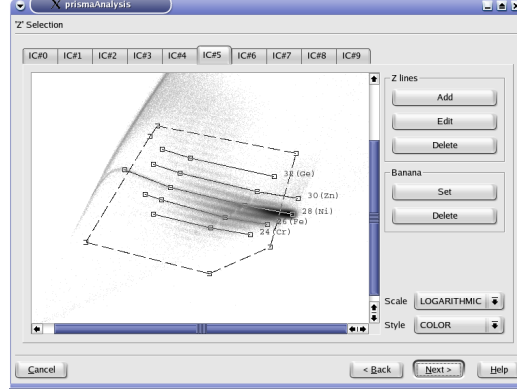 X prismaAnalysis
'Z' Selection
IC#0 IC#1 IC#2 IC#3 IC#4 IC#5 IC#6 IC#7 IC#8 IC#9
Z lines
Add
Edit
Delete
Banana
Set
Delete
32(Ge)
30(Zn)
28(Ni)
26(Fe)
24(Cr)
Scale LOGARITHMIC
Style COLOR
Cancel < Back Next > Help